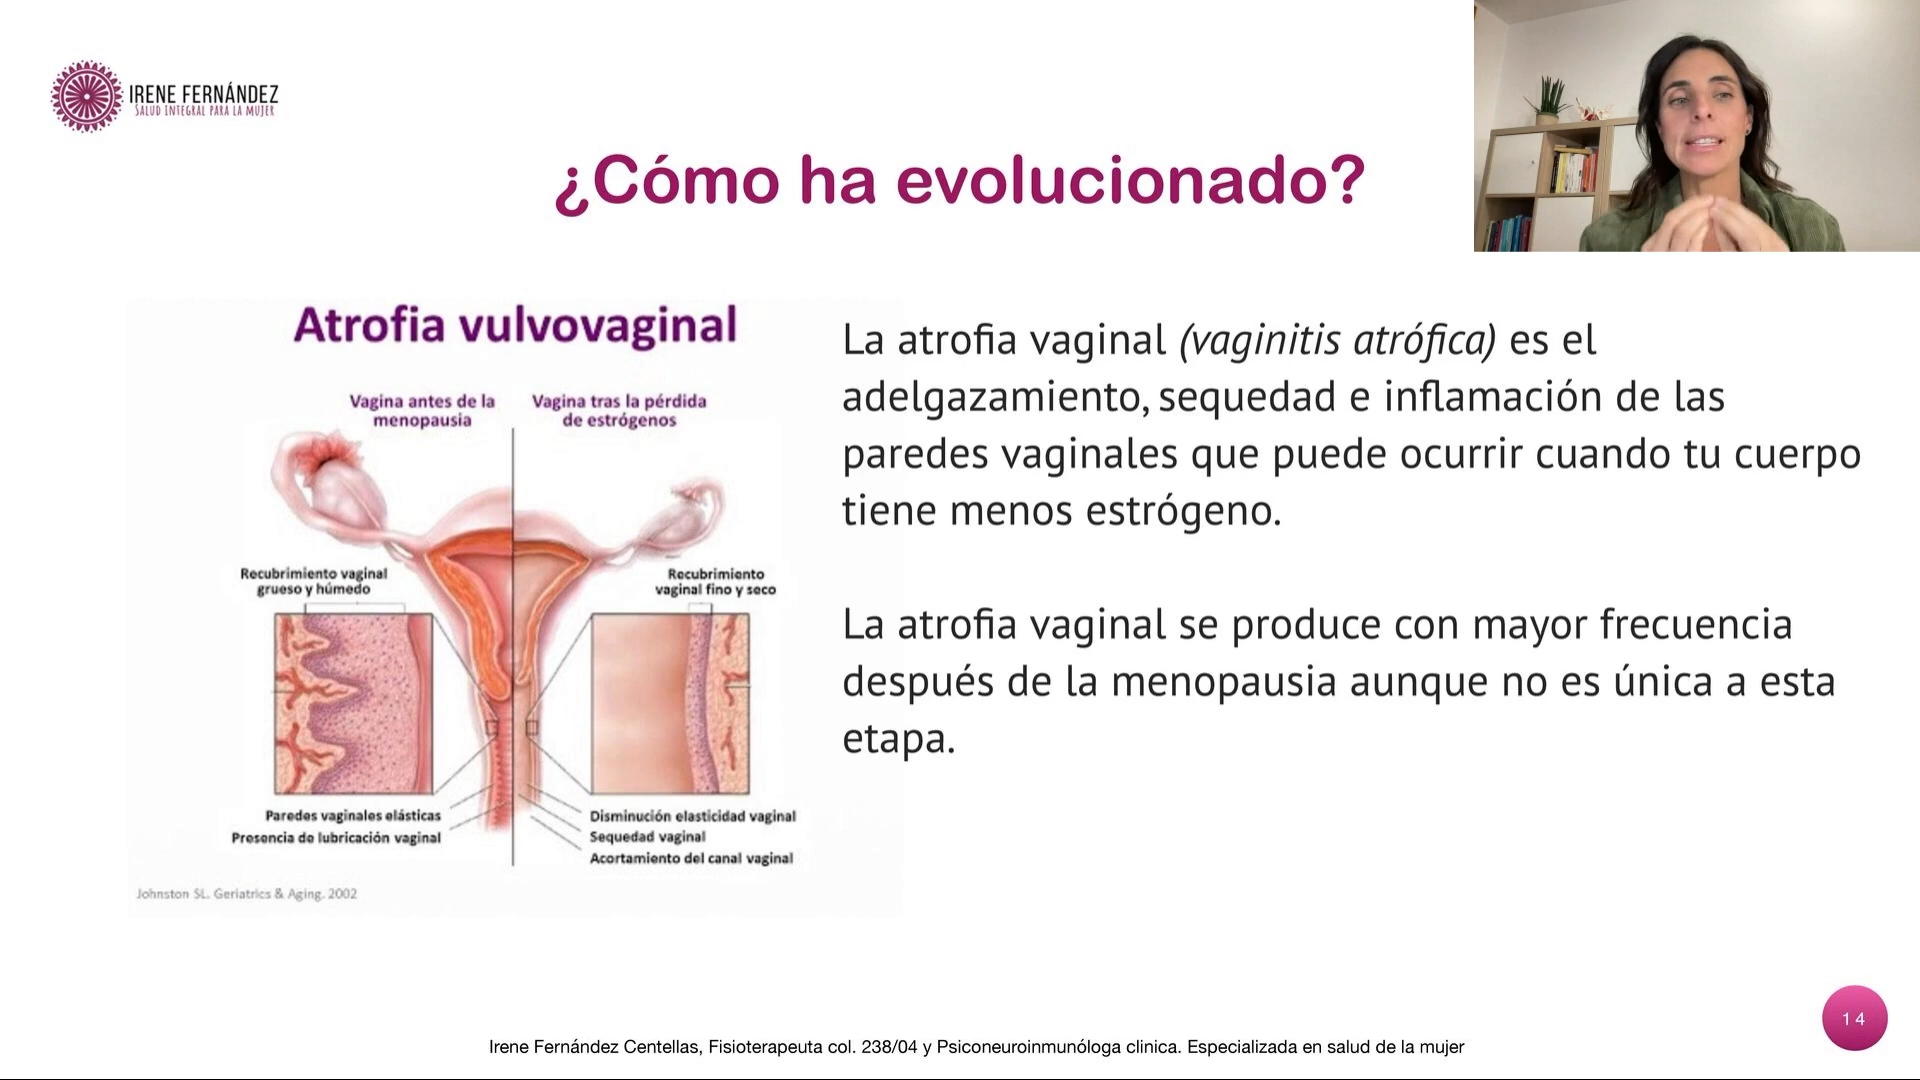 IRENE FERNÁNDEZ
SALUD INTEGRAL PARA LA MUJER
¿Cómo ha evolucionado?
Atrofia vulvovaginal
Vagina antes de la
menopausia
Vagina tras la pérdida
de estrógenos
Recubrimiento vaginal
grueso y húmedo
Recubrimiento
vaginal fino y seco
Paredes vaginales elásticas
Presencia de lubricación vaginal
Disminución elasticidad vaginal
Sequedad vaginal
Acortamiento del canal vaginal
Johnston SL. Geriatrics & Aging. 2002
La atrofia vaginal (vaginitis atrófica) es el
adelgazamiento, sequedad e inflamación de las
paredes vaginales que puede ocurrir cuando tu cuerpo
tiene menos estrógeno.
La atrofia vaginal se produce con mayor frecuencia
después de la menopausia aunque no es única a esta
etapa.
14
Irene Fernández Centellas, Fisioterapeuta col. 238/04 y Psiconeuroinmunóloga clinica. Especializada en salud de la mujer